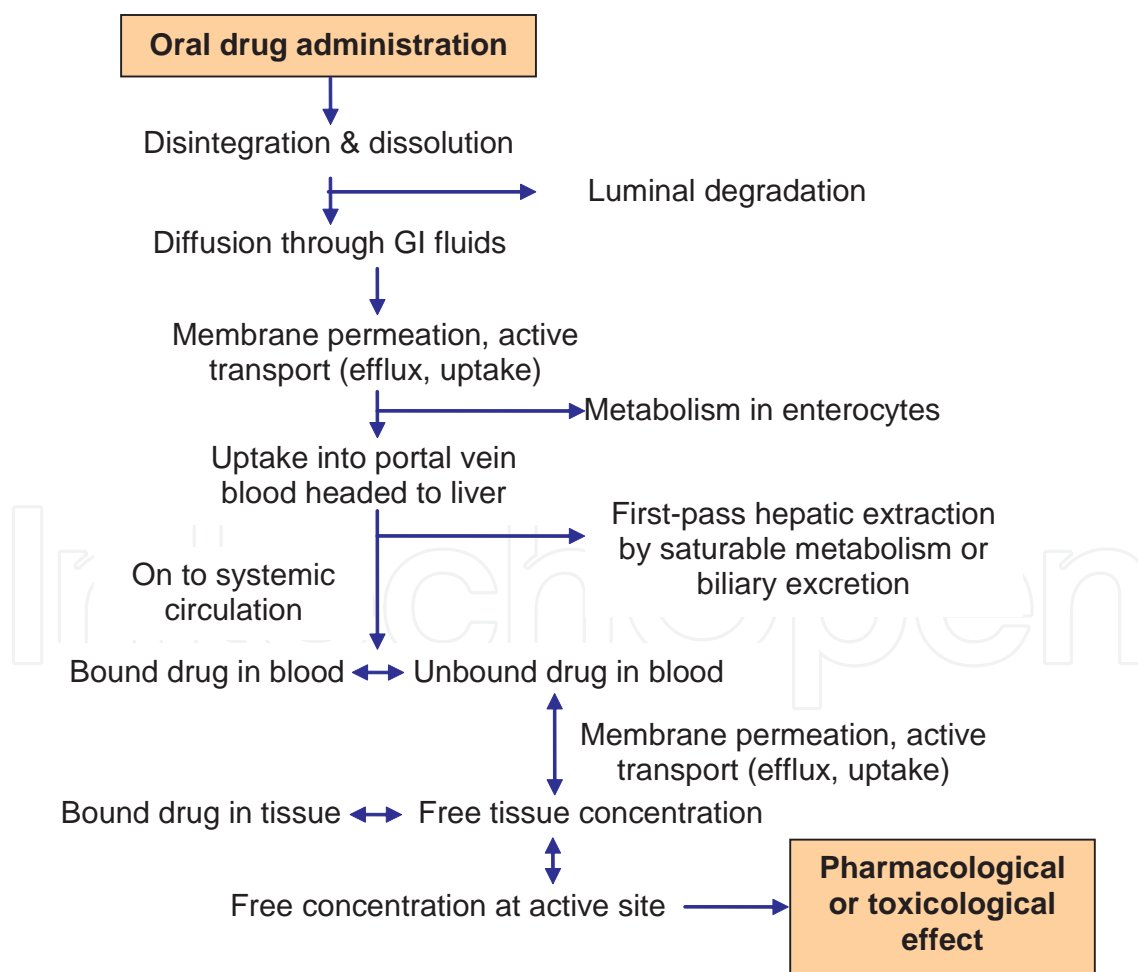 Oral drug administration
Disintegration & dissolution
Luminal degradation
Diffusion through GI fluids
Membrane permeation, active
transport (efflux, uptake)
Metabolism in enterocytes
Uptake into portal vein
blood headed to liver
First-pass hepatic extraction
by saturable metabolism or
biliary excretion
On to systemic
circulation
IntechOpen
Bound drug in blood
Unbound drug in blood
Membrane permeation, active
transport (efflux, uptake)
Bound drug in tissue
Free tissue concentration
Free concentration at active site
Pharmacological
or toxicological
effect